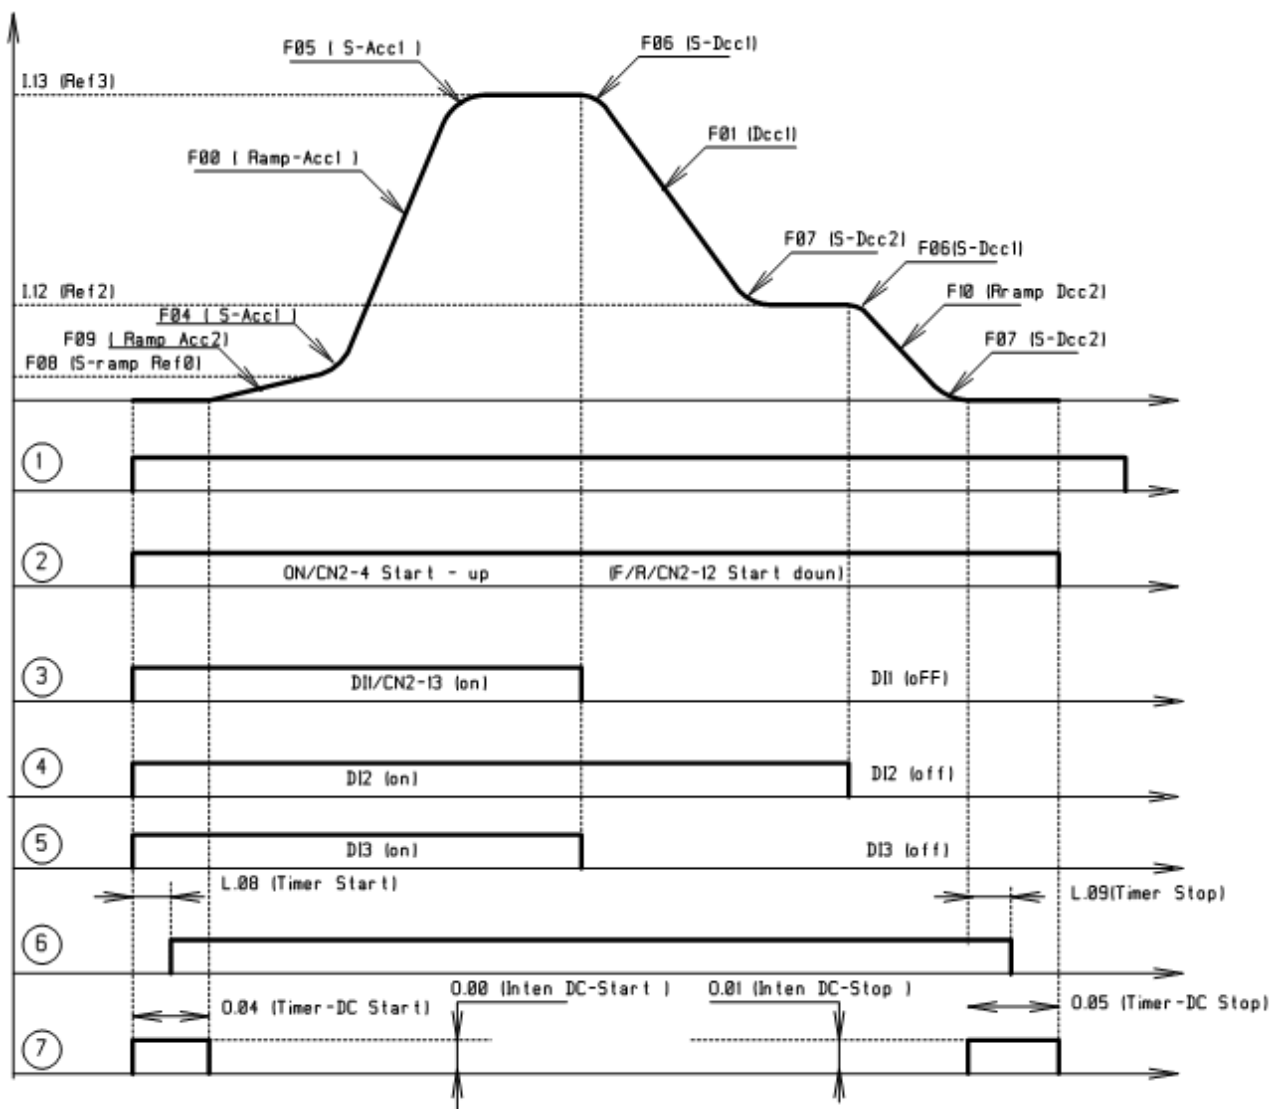 F05 ( S-Acc1 )
F06 (S-Dcc1)
I.13 (Ref3)
F01 (Dcc1)
F00 ( Ramp-Acc1 )
F07 (S-Dcc2)
F06(S-Dcc1)
I.12 (Ref2)
F10 (Rramp Dcc2)
F04 ( S-Acc1 )
F09 ( Ramp Acc2)
F07 (S-Dcc2)
F08 (S-ramp Ref0)
1
2
ON/CN2-4 Start - up
(F/R/CN2-12 Start doun)
3
DI1/CN2-13 (on)
DI1 (oFF)
4
DI2 (on)
DI2 (off)
5
DI3 (on)
DI3 (off)
L.08 (Timer Start)
L.09(Timer Stop)
6
0.00 (Inten DC-Start )
0.01 (Inten DC-Stop )
0.04 (Timer-DC Start)
0.05 (Timer-DC Stop)
7